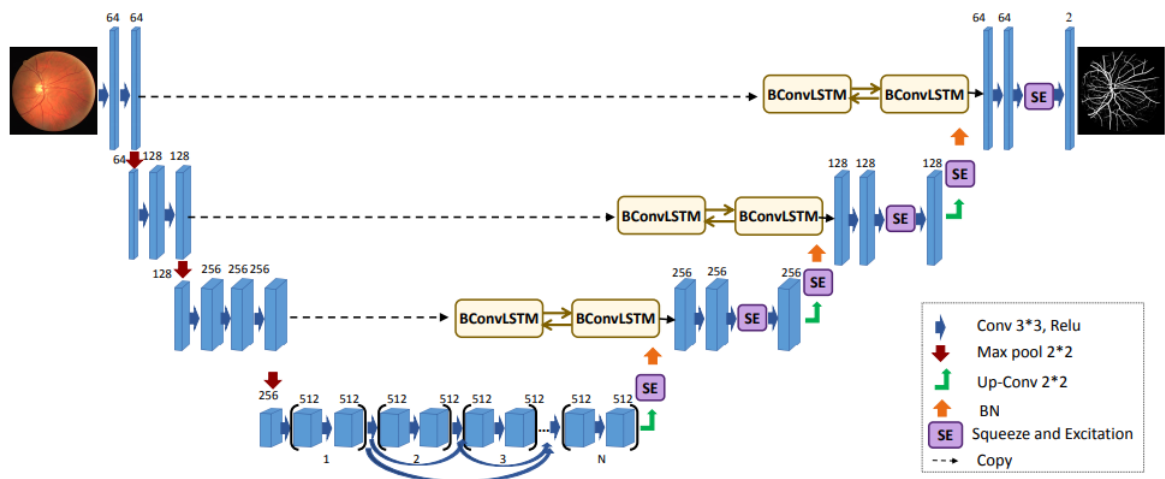 64 64
64 64 2
BConvLSTM BConvLSTM
SE
64 128 128
128 128 128
SE
BConvLSTM BConvLSTM
SE
128 256 256 256
256 256 256
SE
BConvLSTM BConvLSTM
SE
SE
256 512 512 512 512 512 512 ... 512 512
1 2 3 N
Conv 3*3, Relu
Max pool 2*2
Up-Conv 2*2
BN
SE Squeeze and Excitation
Copy